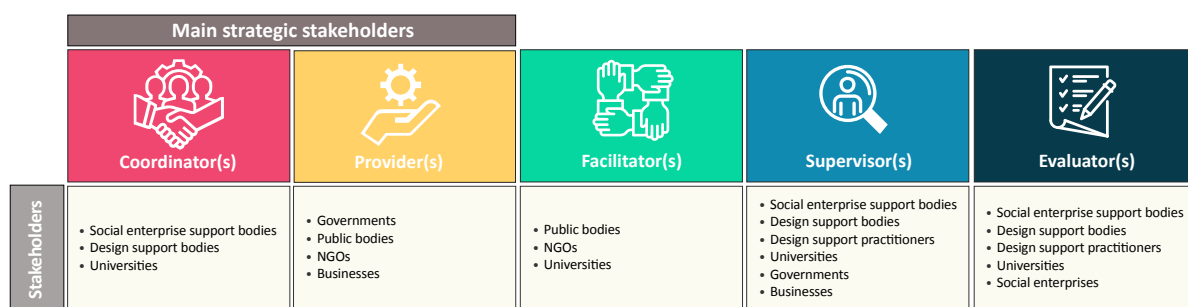 Main strategic stakeholders
Coordinator(s)
Provider(s)
Facilitator(s)
Supervisor(s)
Evaluator(s)
Stakeholders
• Social enterprise support bodies
• Design support bodies
• Universities
• Governments
• Public bodies
• NGOs
• Businesses
• Public bodies
• NGOs
• Universities
• Social enterprise support bodies
• Design support bodies
• Design support practitioners
• Universities
• Governments
• Businesses
• Social enterprise support bodies
• Design support bodies
• Design support practitioners
• Universities
• Social enterprises